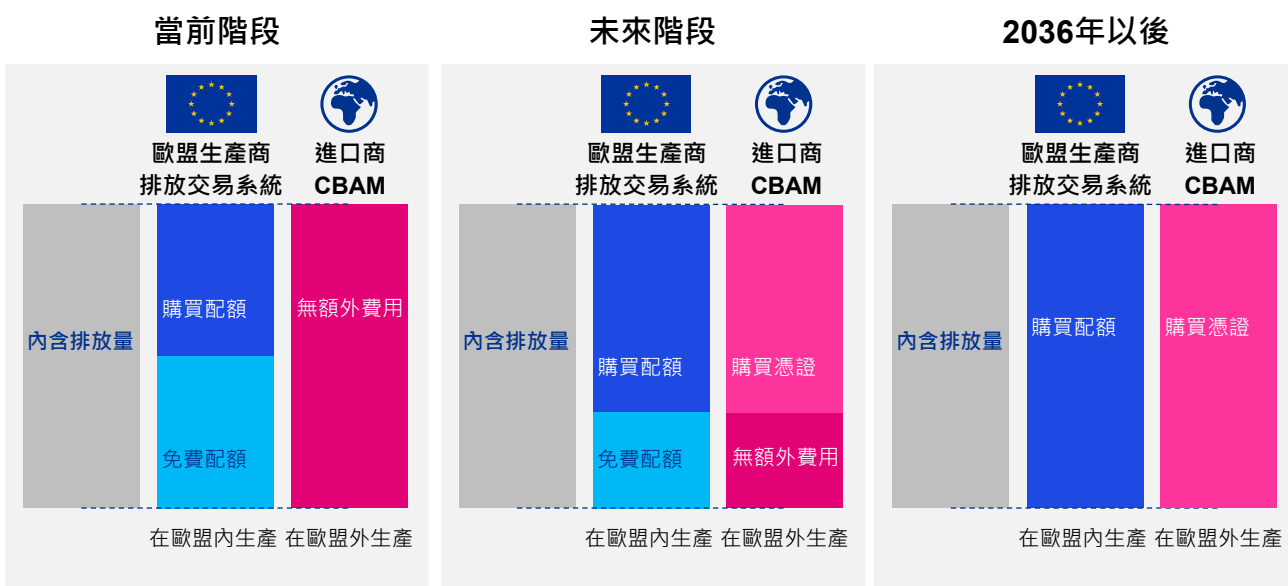 當前階段
歐盟生產商
排放交易系統
進口商
CBAM
內含排放量
購買配額
免費配額
無額外費用
在歐盟內生產
在歐盟外生產
未來階段
歐盟生產商
排放交易系統
進口商
CBAM
內含排放量
購買配額
免費配額
購買憑證
無額外費用
在歐盟內生產
在歐盟外生產
2036年以後
歐盟生產商
排放交易系統
進口商
CBAM
內含排放量
購買配額
購買憑證
在歐盟內生產
在歐盟外生產